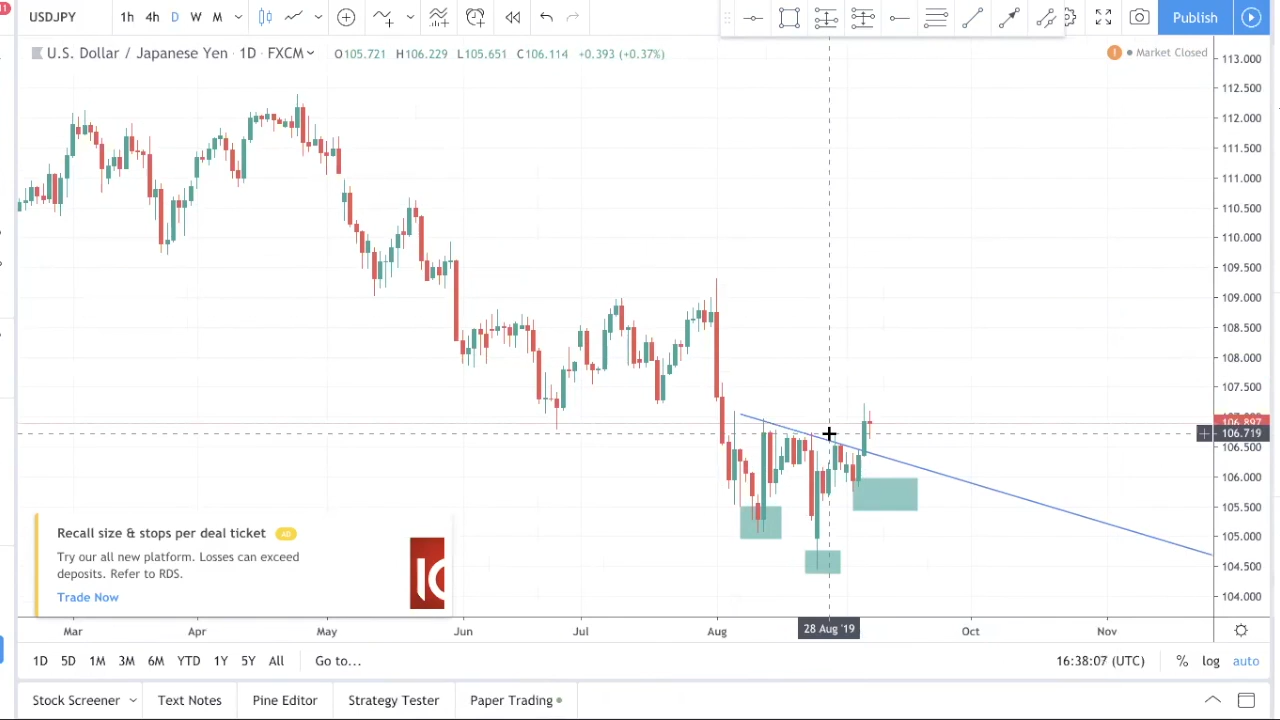 11
USDJPY 1h 4h D W M Publish
U.S. Dollar / Japanese Yen · 1D · FXCM O105.721 H106.229 L105.651 C106.114 +0.393 (+0.37%)
! Market Closed
113.000
112.500
112.000
111.500
111.000
110.500
110.000
109.500
109.000
108.500
108.000
107.500
107.000
106.897
106.719
106.500
106.000
105.500
105.000
104.500
104.000
Recall size & stops per deal ticket AD
Try our all new platform. Losses can exceed
deposits. Refer to RDS.
Trade Now
Mar Apr May Jun Jul Aug 28 Aug '19 Oct Nov
1D 5D 1M 3M 6M YTD 1Y 5Y All Go to... 16:38:07 (UTC) % log auto
Stock Screener Text Notes Pine Editor Strategy Tester Paper Trading